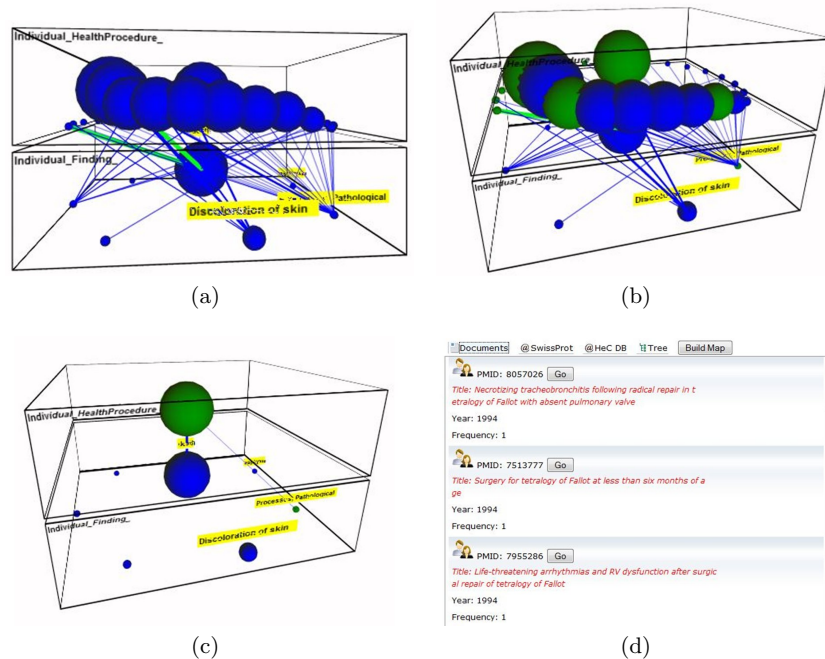 Individual_HealthProcedure_
Individual_Finding_
Pathological
Discoloration of skin
(a)
Individual_HealthProcedure
Pathological
Individual_Finding_
Discoloration of skin
(b)
Individual_HealthProcedure
Pathological
Individual_Finding_
Discoloration of skin
(c)
Documents @SwissProt @HeC DB Tree Build Map
PMID: 8057026 Go
Title: Necrotizing tracheobronchitis following radical repair in t
etralogy of Fallot with absent pulmonary valve
Year: 1994
Frequency: 1
PMID: 7513777 Go
Title: Surgery for tetralogy of Fallot at less than six months of a
ge
Year: 1994
Frequency: 1
PMID: 7955286 Go
Title: Life-threatening arrhythmias and RV dysfunction after surgic
al repair of tetralogy of Fallot
Year: 1994
Frequency: 1
(d)